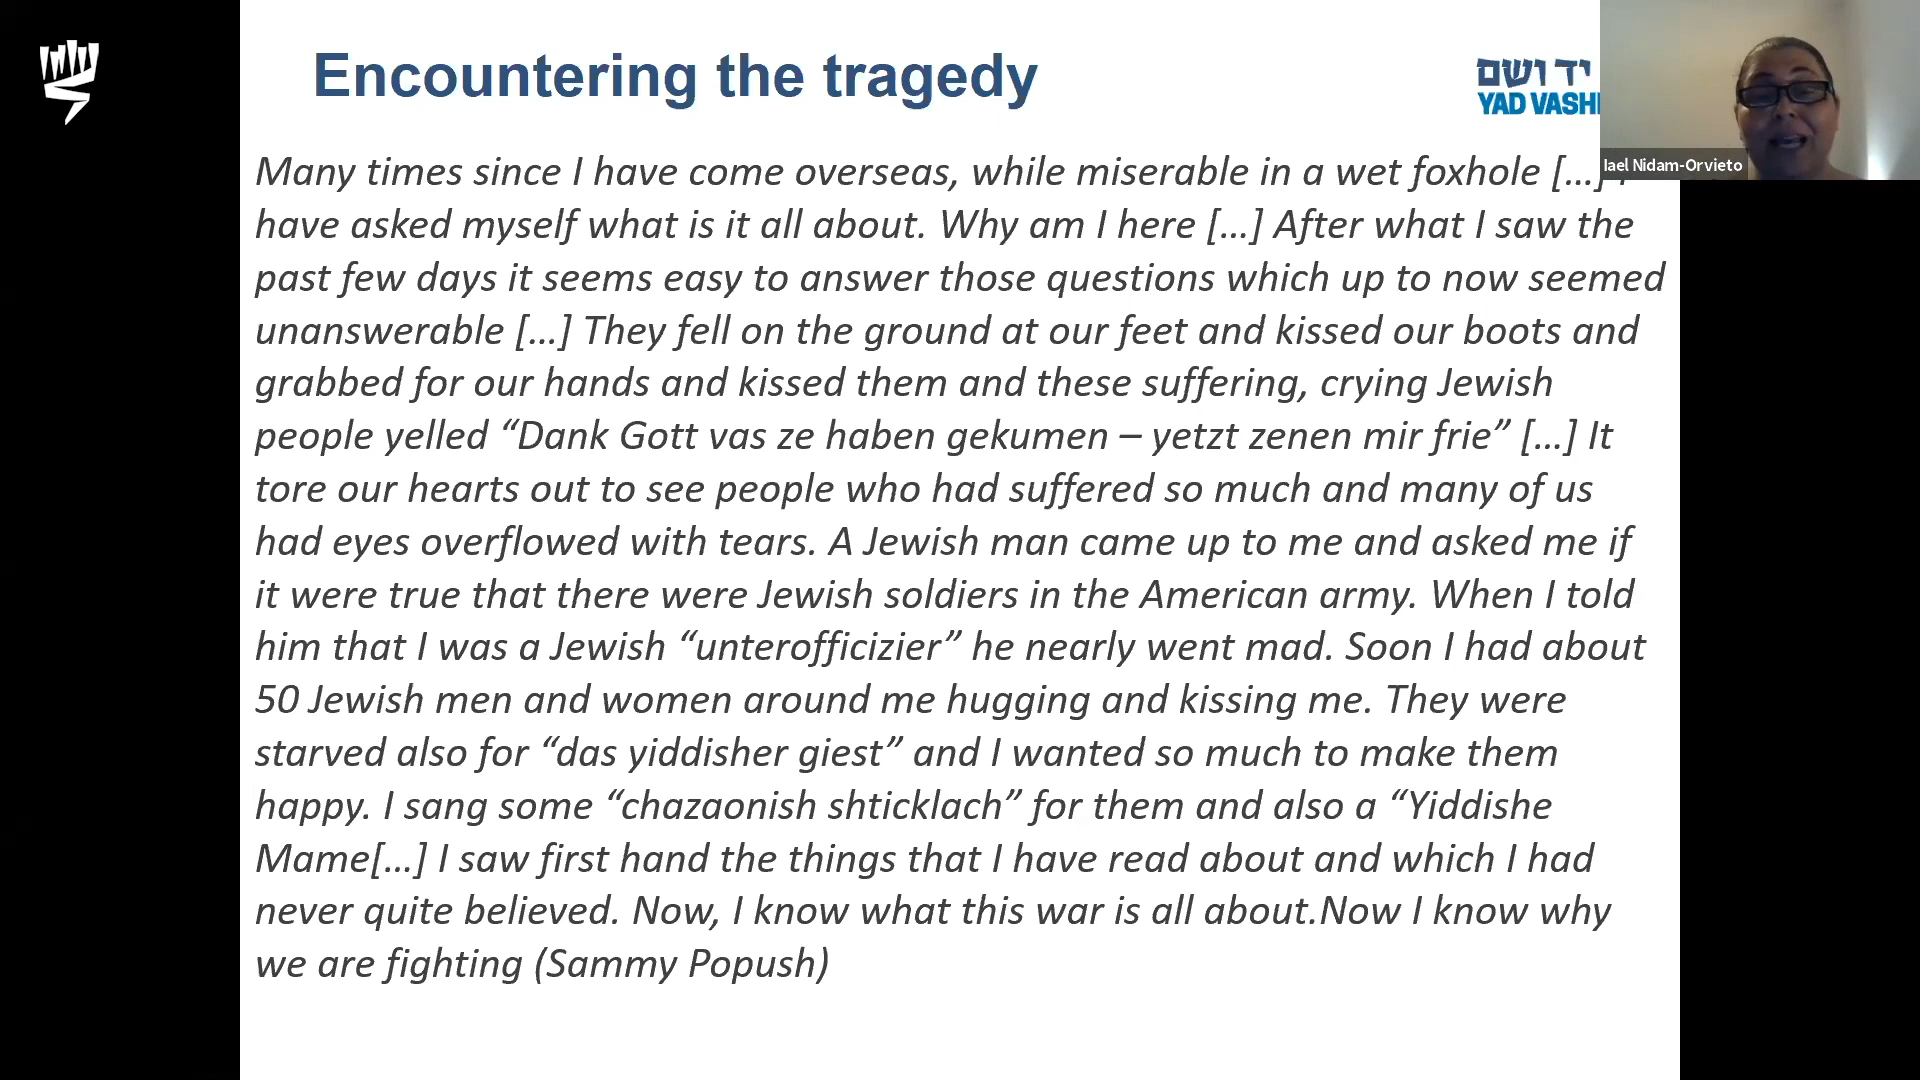 Encountering the tragedy
יד ושם
YAD VASH
Iael Nidam-Orvieto
Many times since I have come overseas, while miserable in a wet foxhole [...]
have asked myself what is it all about. Why am I here [...] After what I saw the
past few days it seems easy to answer those questions which up to now seemed
unanswerable [...] They fell on the ground at our feet and kissed our boots and
grabbed for our hands and kissed them and these suffering, crying Jewish
people yelled “Dank Gott vas ze haben gekumen – yetzt zenen mir frie” [...] It
tore our hearts out to see people who had suffered so much and many of us
had eyes overflowed with tears. A Jewish man came up to me and asked me if
it were true that there were Jewish soldiers in the American army. When I told
him that I was a Jewish “unterofficizier” he nearly went mad. Soon I had about
50 Jewish men and women around me hugging and kissing me. They were
starved also for “das yiddisher giest” and I wanted so much to make them
happy. I sang some “chazaonish shticklach” for them and also a “Yiddishe
Mame[...] I saw first hand the things that I have read about and which I had
never quite believed. Now, I know what this war is all about.Now I know why
we are fighting (Sammy Popush)